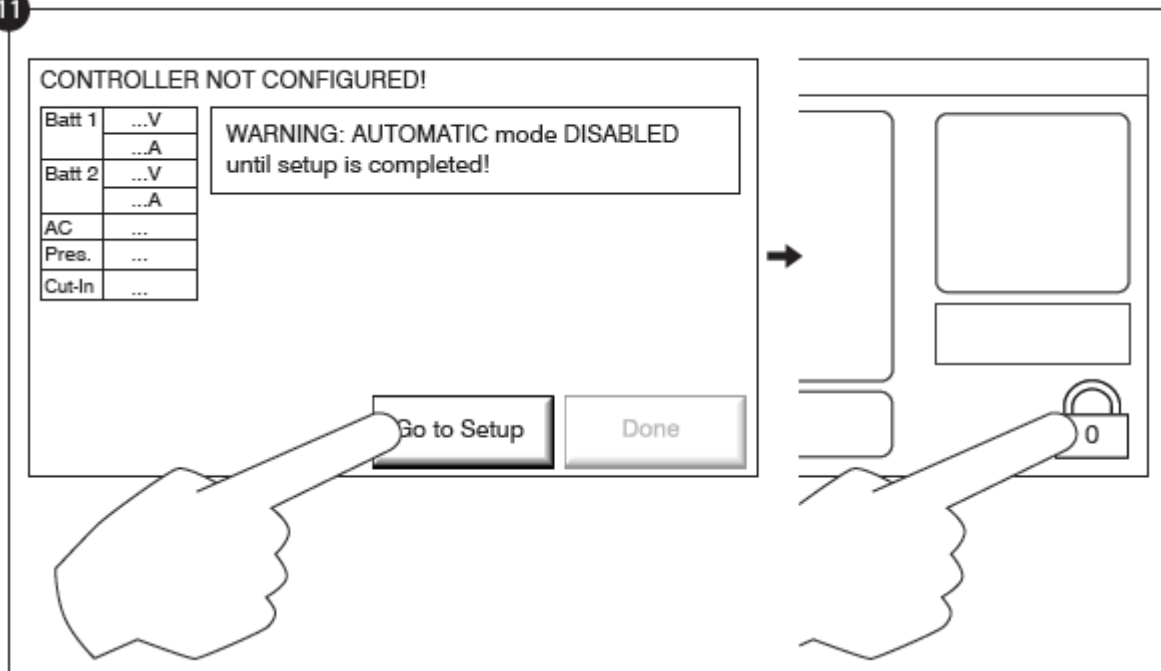 11
CONTROLLER NOT CONFIGURED!
Batt 1 ...V
...A
Batt 2 ...V
...A
AC ...
Pres. ...
Cut-In ...
WARNING: AUTOMATIC mode DISABLED
until setup is completed!
Go to Setup
Done
0